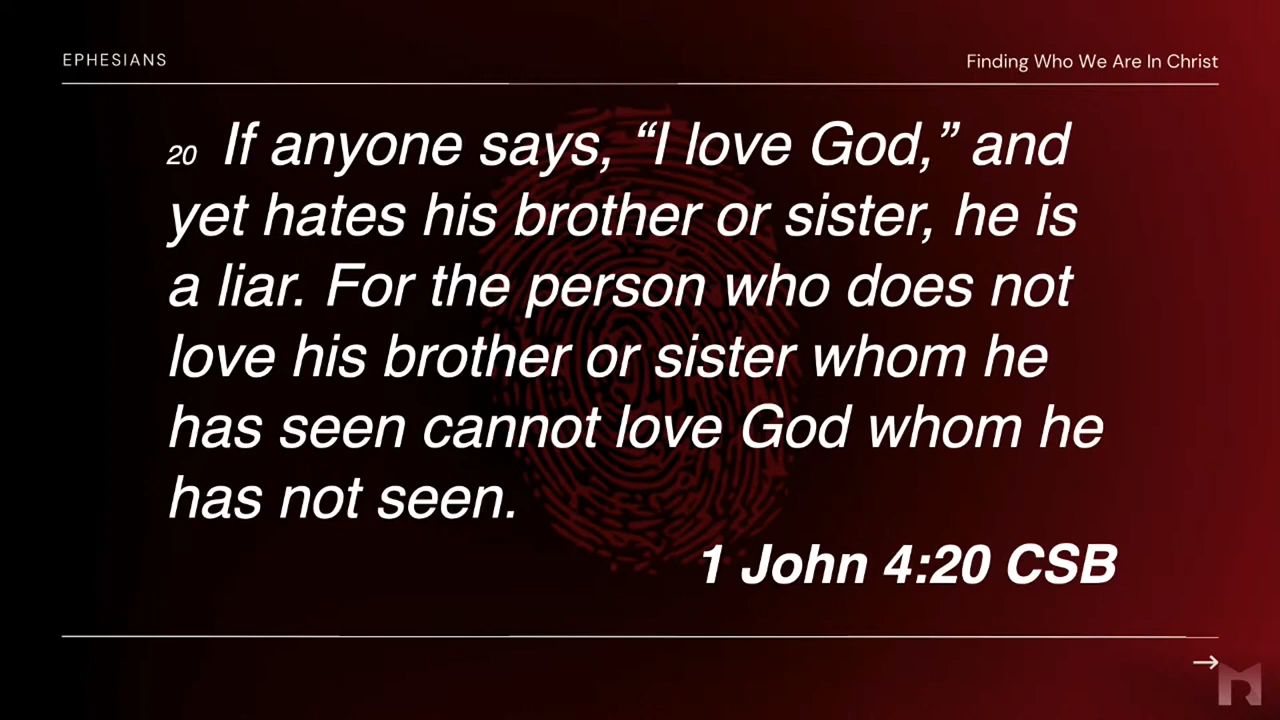 EPHESIANS
Finding Who We Are In Christ
20 If anyone says, “I love God,” and
yet hates his brother or sister, he is
a liar. For the person who does not
love his brother or sister whom he
has seen cannot love God whom he
has not seen.
1 John 4:20 CSB